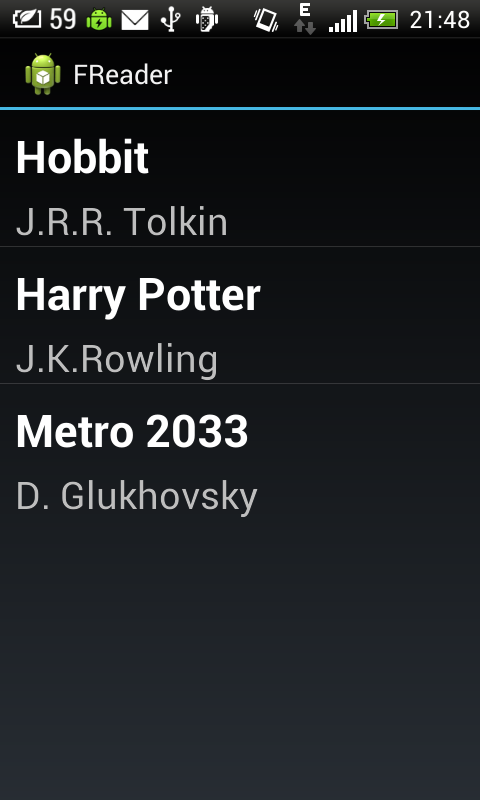 59 E 21:48
FReader
Hobbit
J.R.R. Tolkin
Harry Potter
J.K.Rowling
Metro 2033
D. Glukhovsky